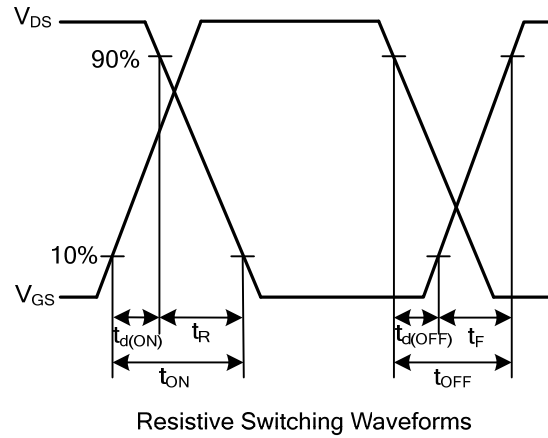 VDS
90%
10%
VGS
td(ON) tR td(OFF) tF
tON tOFF
Resistive Switching Waveforms